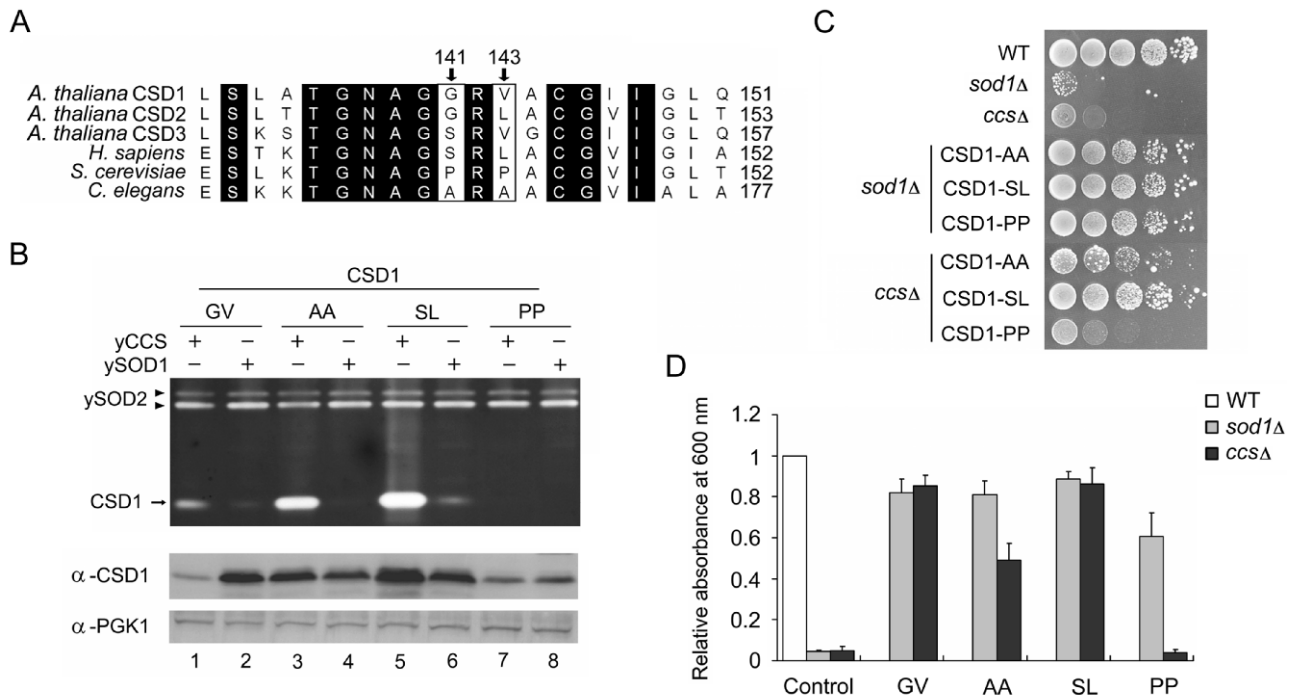 A
141 143
A. thaliana CSD1 L S L A T G N A G G R V A C G I I G L Q 151
A. thaliana CSD2 L S L T T G N A G G R L A C G V I G L T 153
A. thaliana CSD3 L S K S T G N A G S R V G C G I I G L Q 157
H. sapiens E S T K T G N A G S R L A C G V I G I A 152
S. cerevisiae E S L K T G N A G P R P A C G V I G L T 152
C. elegans E S K K T G N A G A R A A C G V I A L A 177
B
CSD1
GV AA SL PP
yCCS + − + − + − + −
ySOD1 − + − + − + − +
ySOD2
CSD1
α-CSD1
α-PGK1
1 2 3 4 5 6 7 8
C
WT
sod1Δ
ccsΔ
sod1Δ
CSD1-AA
CSD1-SL
CSD1-PP
ccsΔ
CSD1-AA
CSD1-SL
CSD1-PP
D
Relative absorbance at 600 nm
1.2
1
0.8
0.6
0.4
0.2
0
Control GV AA SL PP
WT
sod1Δ
ccsΔ